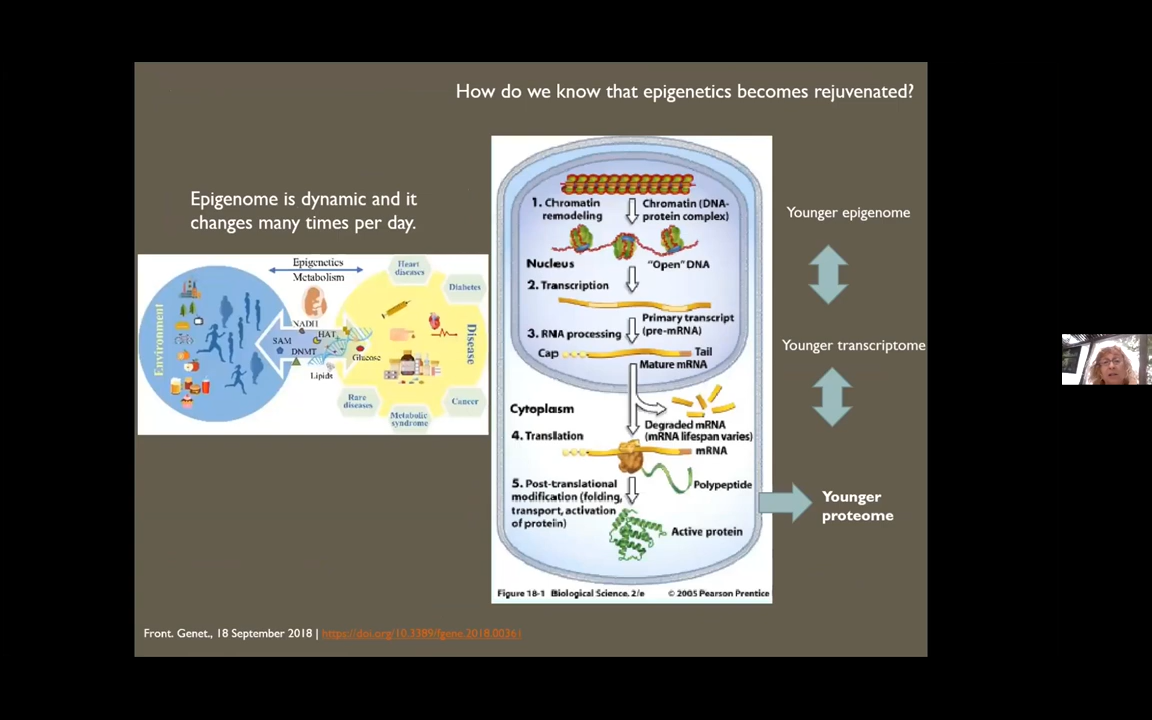 How do we know that epigenetics becomes rejuvenated?
Epigenome is dynamic and it
changes many times per day.
Epigenetics
Metabolism
Environment
NADH
SAM
HAT
DNMT
Glucose
Lipids
Heart
diseases
Diabetes
Disease
Cancer
Metabolic
syndrome
Rare
diseases
1. Chromatin
remodeling
Chromatin (DNA-
protein complex)
Nucleus
"Open" DNA
2. Transcription
Primary transcript
(pre-mRNA)
3. RNA processing
Cap
Tail
Mature mRNA
Cytoplasm
Degraded mRNA
(mRNA lifespan varies)
4. Translation
mRNA
Polypeptide
5. Post-translational
modification (folding,
transport, activation
of protein)
Active protein
Figure 18-1 Biological Science, 2/e © 2005 Pearson Prentice
Younger epigenome
Younger transcriptome
Younger
proteome
Front. Genet., 18 September 2018 | https://doi.org/10.3389/fgene.2018.00361